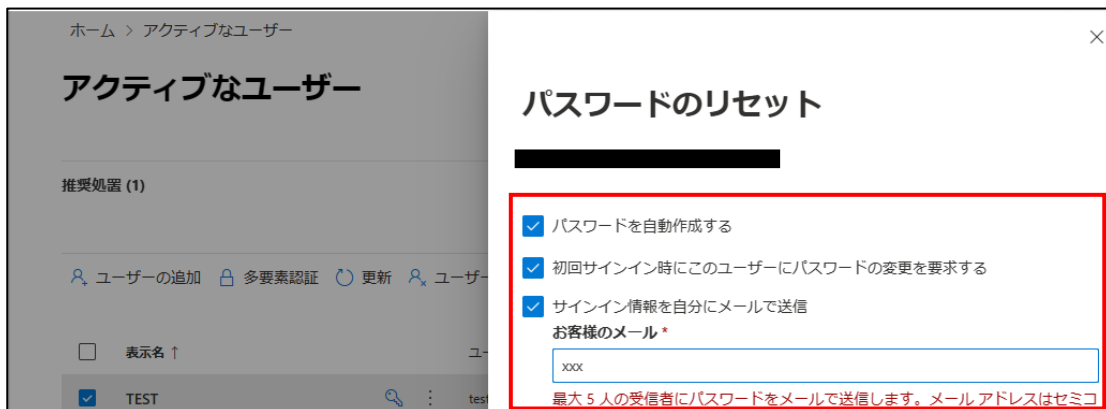 ホーム > アクティブなユーザー
アクティブなユーザー
推奨処置 (1)
ユーザーの追加 多要素認証 更新 ユーザー
表示名 ↑ ユー
TEST test
パスワードのリセット
パスワードを自動作成する
初回サインイン時にこのユーザーにパスワードの変更を要求する
サインイン情報を自分にメールで送信
お客様のメール *
xxx
最大 5 人の受信者にパスワードをメールで送信します。メール アドレスはセミコ